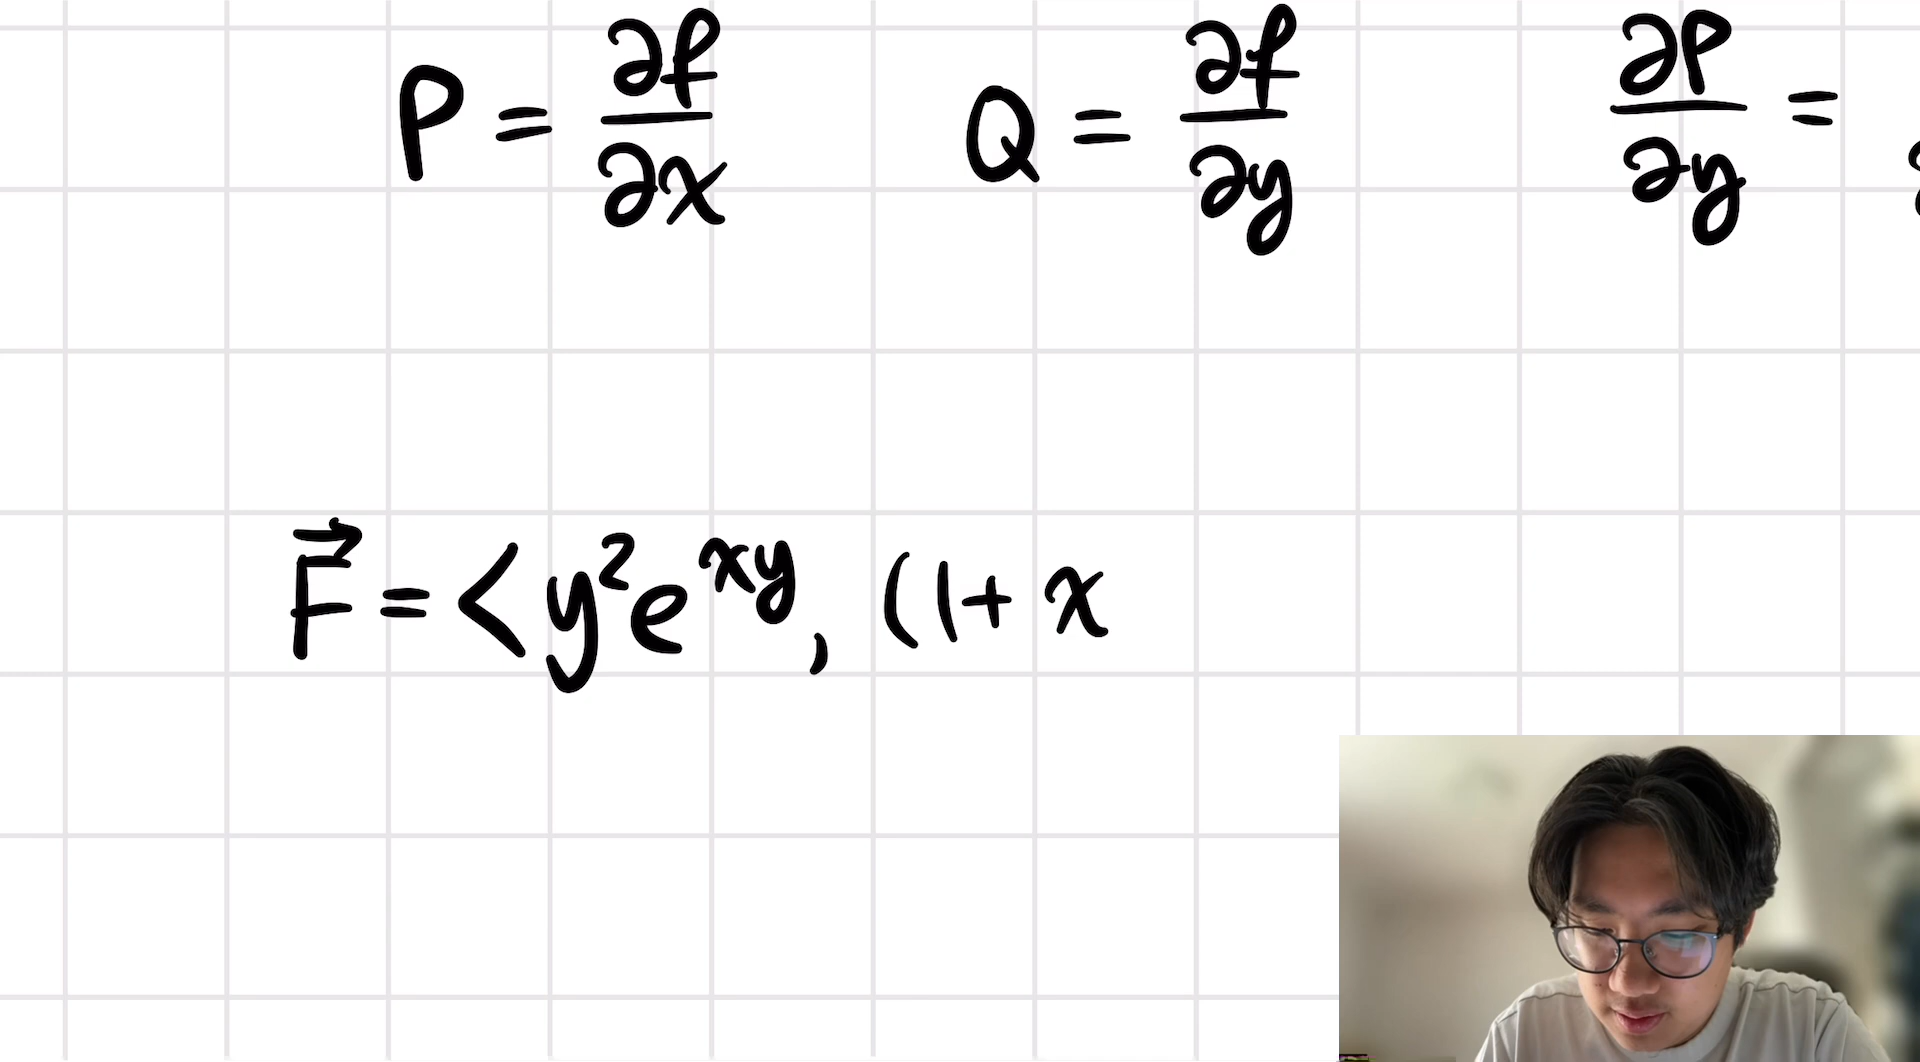 P = ∂f/∂x Q = ∂f/∂y ∂P/∂y =
F⃗ = < y²e^xy, (1 + x